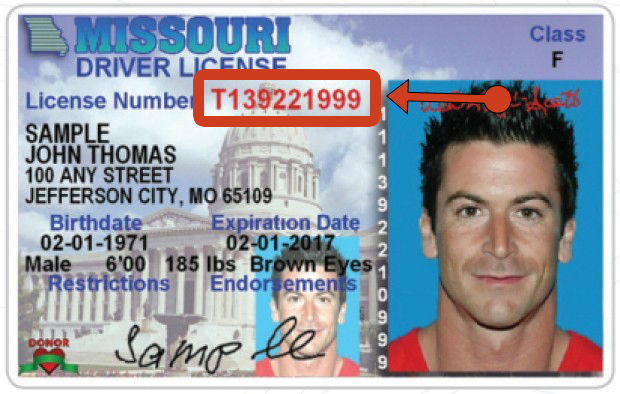 MISSOURI
DRIVER LICENSE
Class
F
License Number T139221999
SAMPLE
JOHN THOMAS
100 ANY STREET
JEFFERSON CITY, MO 65109
Birthdate Expiration Date
02-01-1971 02-01-2017
Male 6'00 185 lbs Brown Eyes
Restrictions Endorsements
DONOR
Sample